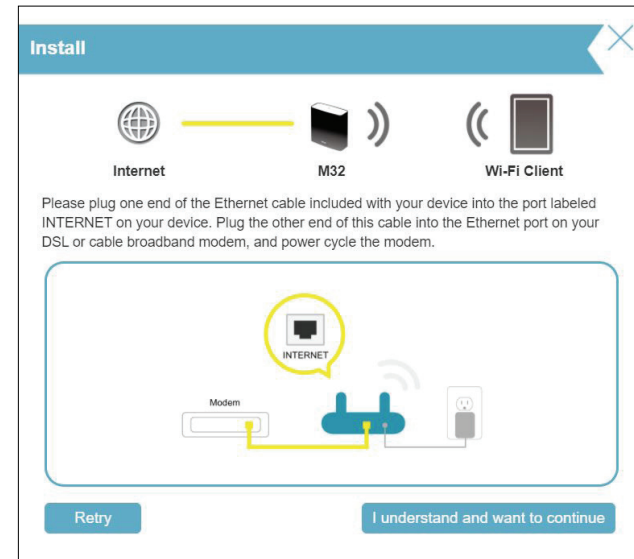 Install
Internet
M32
Wi-Fi Client
Please plug one end of the Ethernet cable included with your device into the port labeled
INTERNET on your device. Plug the other end of this cable into the Ethernet port on your
DSL or cable broadband modem, and power cycle the modem.
INTERNET
Modem
Retry
I understand and want to continue